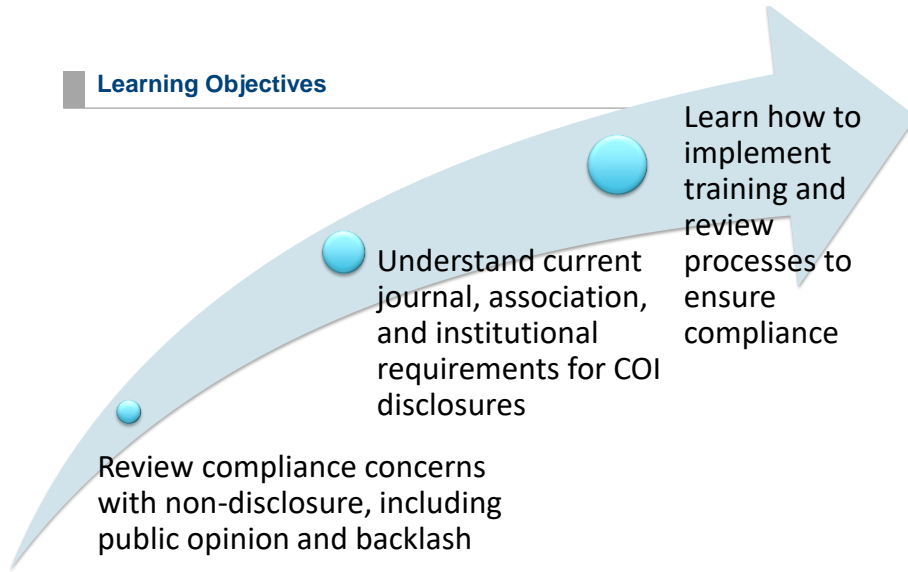 Learning Objectives
Review compliance concerns
with non-disclosure, including
public opinion and backlash
Understand current
journal, association,
and institutional
requirements for COI
disclosures
Learn how to
implement
training and
review
processes to
ensure
compliance